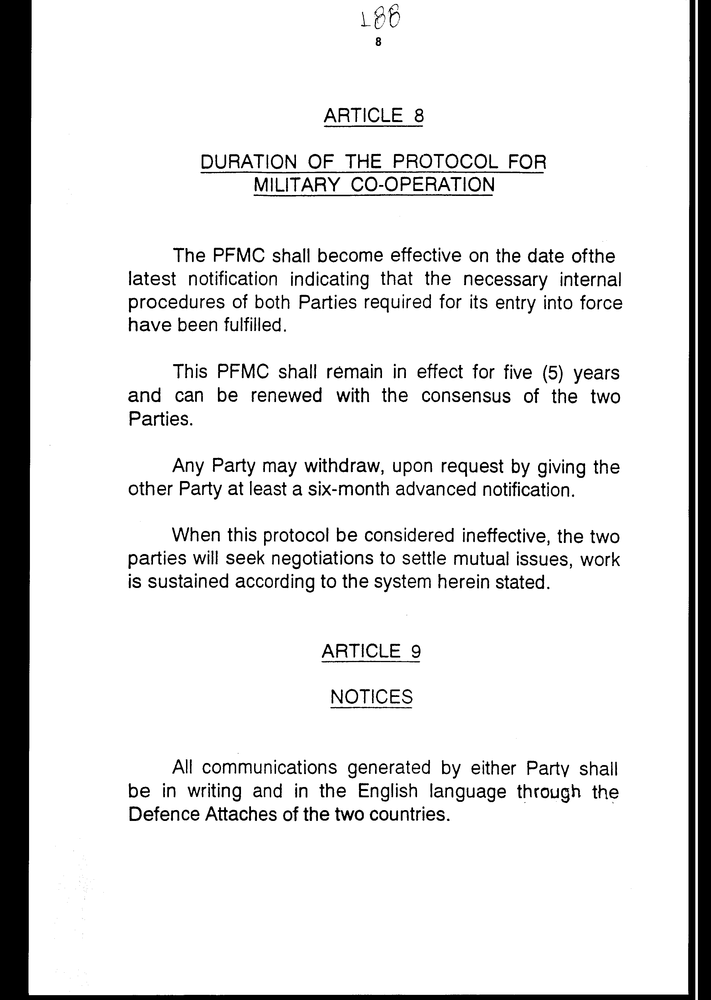 188
8
ARTICLE 8
DURATION OF THE PROTOCOL FOR
MILITARY CO-OPERATION
The PFMC shall become effective on the date ofthe
latest notification indicating that the necessary internal
procedures of both Parties required for its entry into force
have been fulfilled.
This PFMC shall remain in effect for five (5) years
and can be renewed with the consensus of the two
Parties.
Any Party may withdraw, upon request by giving the
other Party at least a six-month advanced notification.
When this protocol be considered ineffective, the two
parties will seek negotiations to settle mutual issues, work
is sustained according to the system herein stated.
ARTICLE 9
NOTICES
All communications generated by either Party shall
be in writing and in the English language through the
Defence Attaches of the two countries.